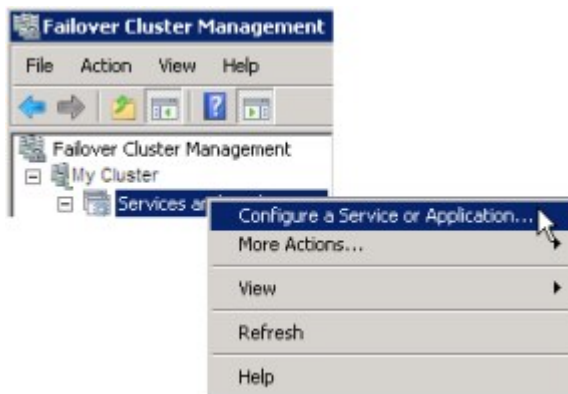 Failover Cluster Management
File Action View Help
Failover Cluster Management
My Cluster
Services a
Configure a Service or Application...
More Actions...
View
Refresh
Help